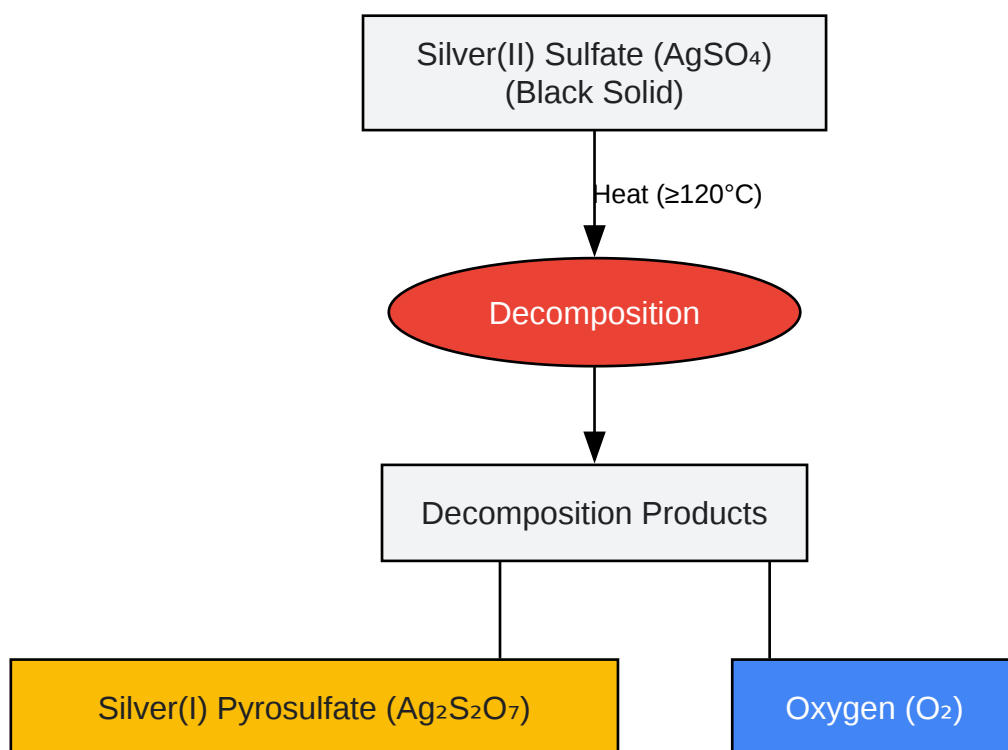 Silver(II) Sulfate (AgSO₄)
(Black Solid)
Heat (≥120°C)
Decomposition
Decomposition Products
Silver(I) Pyrosulfate (Ag₂S₂O₇)
Oxygen (O₂)